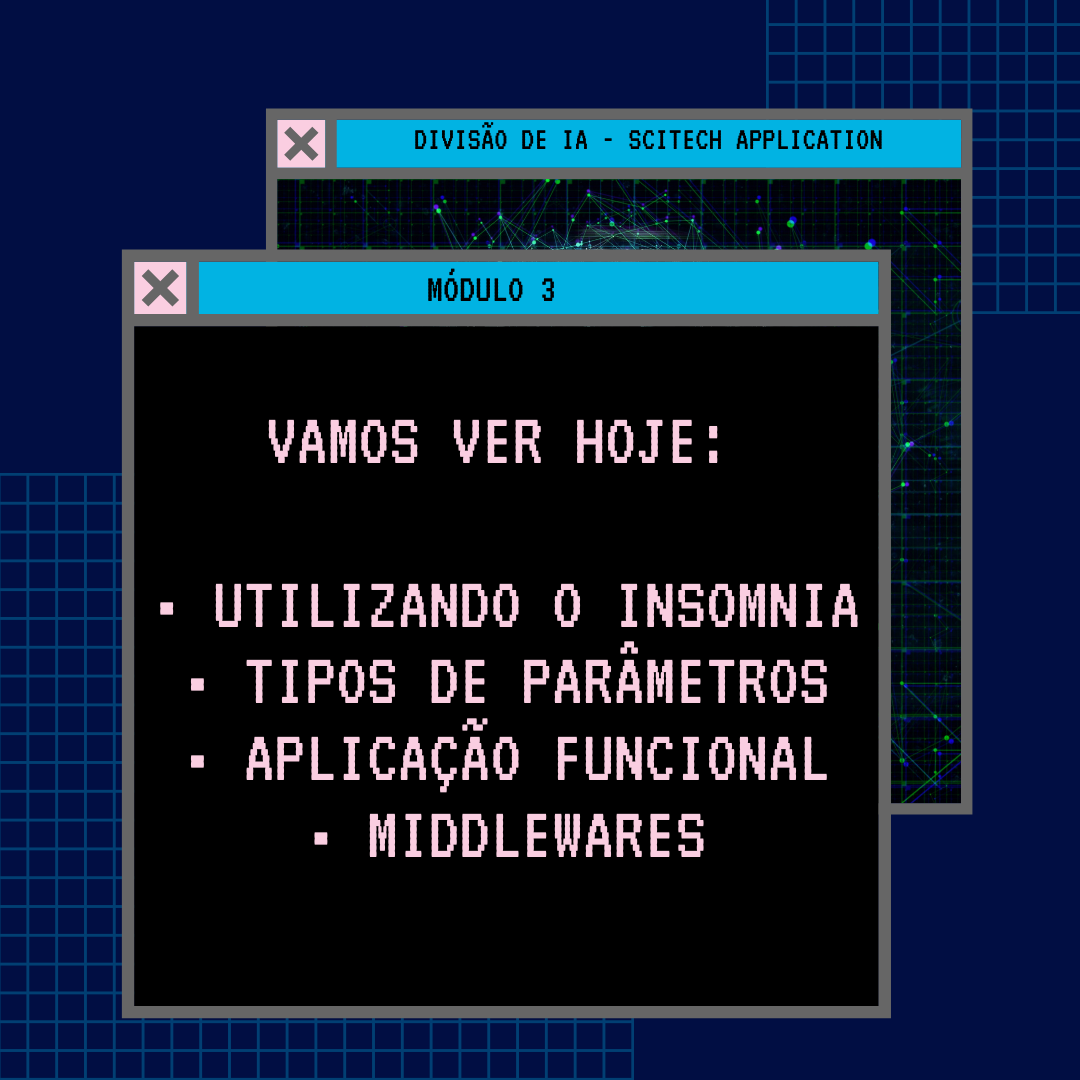 DIVISÃO DE IA - SCITECH APPLICATION
MÓDULO 3
VAMOS VER HOJE:
▪ UTILIZANDO O INSOMNIA
▪ TIPOS DE PARÂMETROS
▪ APLICAÇÃO FUNCIONAL
▪ MIDDLEWARES